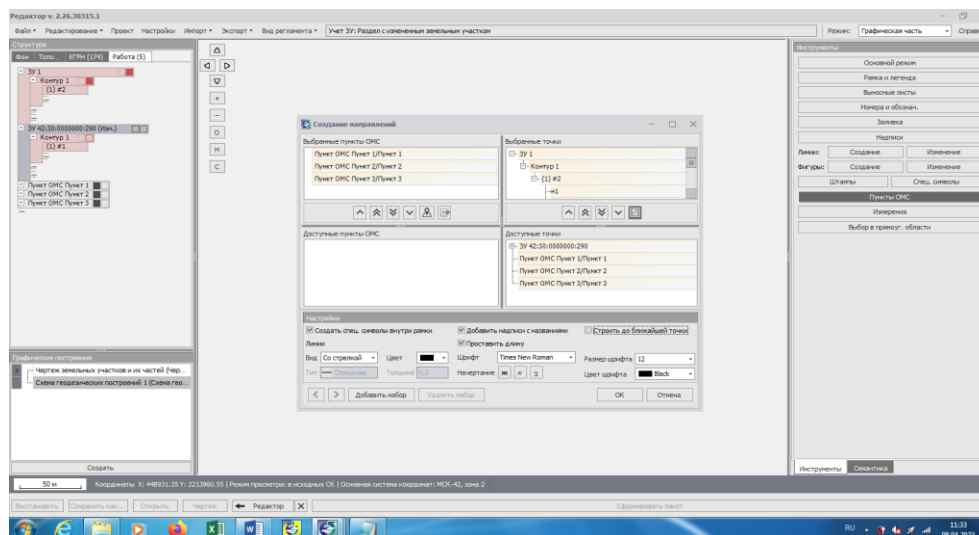 Редактор v. 2.26.30315.1
Файл Редактирование Проект Настройки Импорт Экспорт Вид регламента Учет ЗУ: Раздел с измененным земельным участком Режим: Графическая часть Справка
Структура
Фон Топо... ЕГРН (174) Работа (5)
ЗУ 1
Контур 1
(1) #2
ЗУ 42:30:0000000:290 (Изм.)
Контур 1
(1) #1
Пункт ОМС Пункт 1
Пункт ОМС Пункт 2
Пункт ОМС Пункт 3
Н
С
Создание направлений
Выбранные пункты ОМС Выбранные точки
Пункт ОМС Пункт 1/Пункт 1
Пункт ОМС Пункт 2/Пункт 2
Пункт ОМС Пункт 3/Пункт 3
ЗУ 1
Контур 1
(1) #2
н1
Доступные пункты ОМС Доступные точки
ЗУ 42:30:0000000:290
Пункт ОМС Пункт 1/Пункт 1
Пункт ОМС Пункт 2/Пункт 2
Пункт ОМС Пункт 3/Пункт 3
Настройки
Создать спец. символы внутри рамки Добавить надписи с названиями Строить до ближайшей точки
Линии Проставить длину
Вид Со стрелкой Цвет Шрифт Times New Roman Размер шрифта 12
Тип Сплошная Толщина 0,2 Начертание Ж К Ч Цвет шрифта Black
Добавить набор Удалить набор ОК Отмена
Инструменты
Основной режим
Рамка и легенда
Выносные листы
Номера и обознач.
Заливка
Надписи
Линии: Создание Изменение
Фигуры: Создание Изменение
Штампы Спец. символы
Пункты ОМС
Измерения
Выбор в прямоуг. области
Инструменты Семантика
Графические построения
Чертеж земельных участков и их частей (Чер...
Схема геодезических построений 1 (Схема гео...
Создать
50 м Координаты X: 448931.35 Y: 2213960.55 | Режим просмотра: в исходных СК | Основная система координат: МСК-42, зона 2
Восстановить Сохранить как... Открыть Чертеж Редактор Сформировать пакет
RU 11:33
08.04.2023